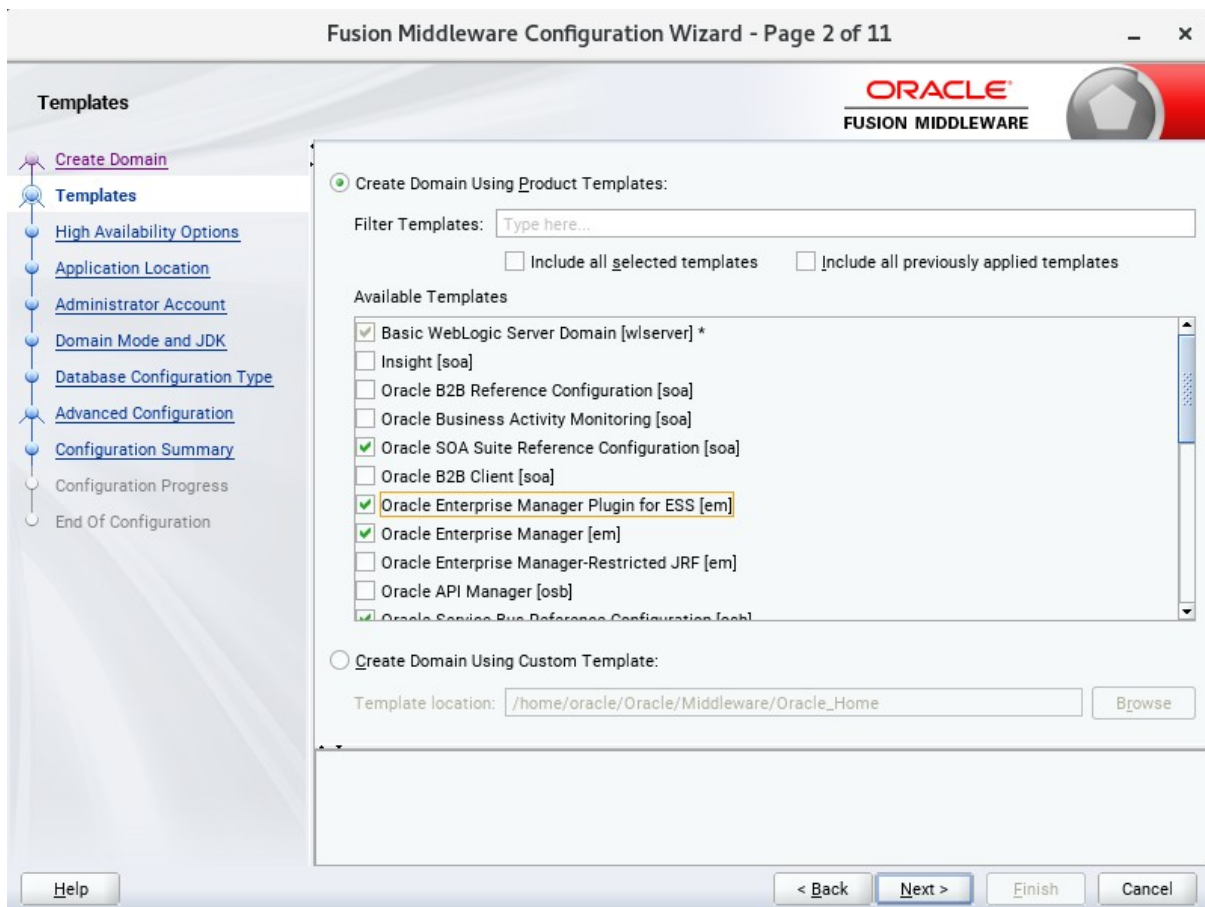 Fusion Middleware Configuration Wizard - Page 2 of 11
Templates
ORACLE
FUSION MIDDLEWARE
Create Domain
Templates
High Availability Options
Application Location
Administrator Account
Domain Mode and JDK
Database Configuration Type
Advanced Configuration
Configuration Summary
Configuration Progress
End Of Configuration
Create Domain Using Product Templates:
Filter Templates: Type here...
Include all selected templates Include all previously applied templates
Available Templates
Basic WebLogic Server Domain [wlserver] *
Insight [soa]
Oracle B2B Reference Configuration [soa]
Oracle Business Activity Monitoring [soa]
Oracle SOA Suite Reference Configuration [soa]
Oracle B2B Client [soa]
Oracle Enterprise Manager Plugin for ESS [em]
Oracle Enterprise Manager [em]
Oracle Enterprise Manager-Restricted JRF [em]
Oracle API Manager [osb]
Oracle Service Bus Reference Configuration [osb]
Create Domain Using Custom Template:
Template location: /home/oracle/Oracle/Middleware/Oracle_Home Browse
Help < Back Next > Finish Cancel